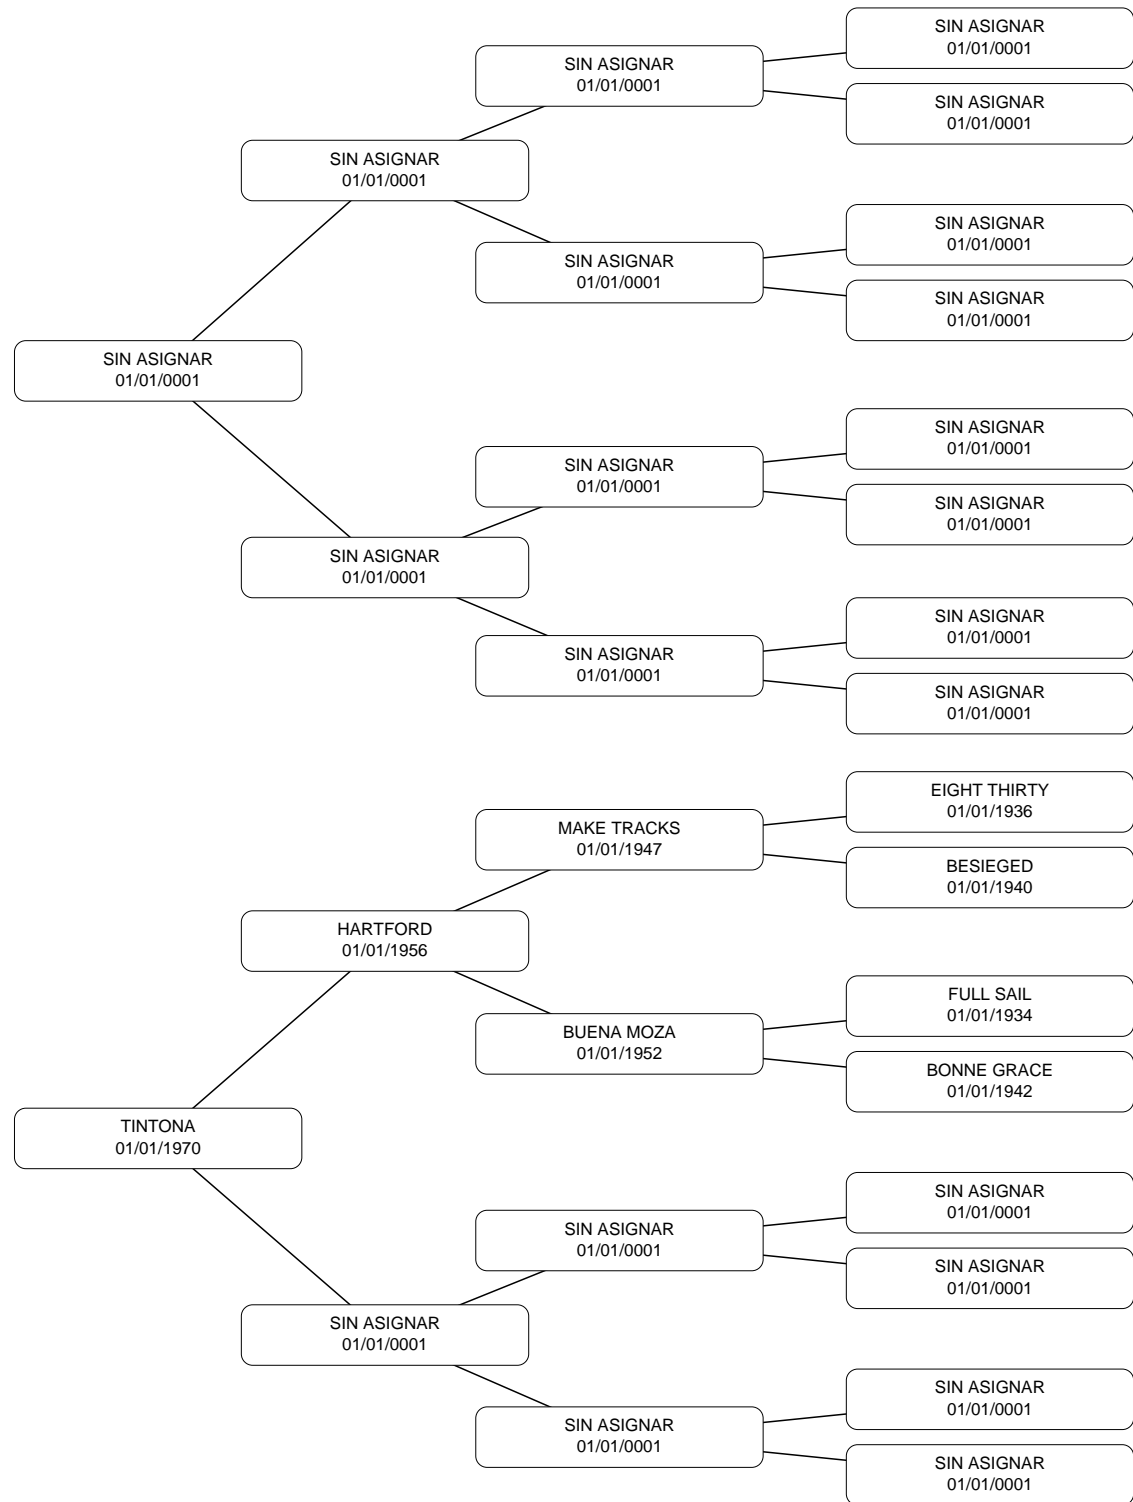 SIN ASIGNAR
01/01/0001
SIN ASIGNAR
01/01/0001
SIN ASIGNAR
01/01/0001
SIN ASIGNAR
01/01/0001
SIN ASIGNAR
01/01/0001
SIN ASIGNAR
01/01/0001
SIN ASIGNAR
01/01/0001
SIN ASIGNAR
01/01/0001
SIN ASIGNAR
01/01/0001
SIN ASIGNAR
01/01/0001
SIN ASIGNAR
01/01/0001
SIN ASIGNAR
01/01/0001
SIN ASIGNAR
01/01/0001
SIN ASIGNAR
01/01/0001
SIN ASIGNAR
01/01/0001
EIGHT THIRTY
01/01/1936
MAKE TRACKS
01/01/1947
BESIEGED
01/01/1940
HARTFORD
01/01/1956
FULL SAIL
01/01/1934
BUENA MOZA
01/01/1952
BONNE GRACE
01/01/1942
TINTONA
01/01/1970
SIN ASIGNAR
01/01/0001
SIN ASIGNAR
01/01/0001
SIN ASIGNAR
01/01/0001
SIN ASIGNAR
01/01/0001
SIN ASIGNAR
01/01/0001
SIN ASIGNAR
01/01/0001
SIN ASIGNAR
01/01/0001